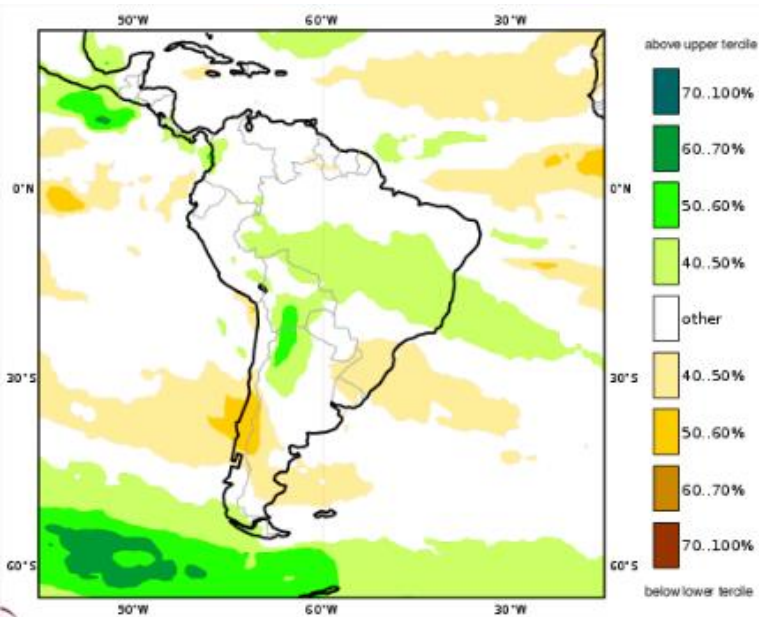 90°W 60°W 30°W
above upper tercile
70..100%
60..70%
0°N 0°N
50..60%
40..50%
other
30°S 30°S
40..50%
50..60%
60..70%
70..100%
60°S 60°S
below lower tercile
90°W 60°W 30°W